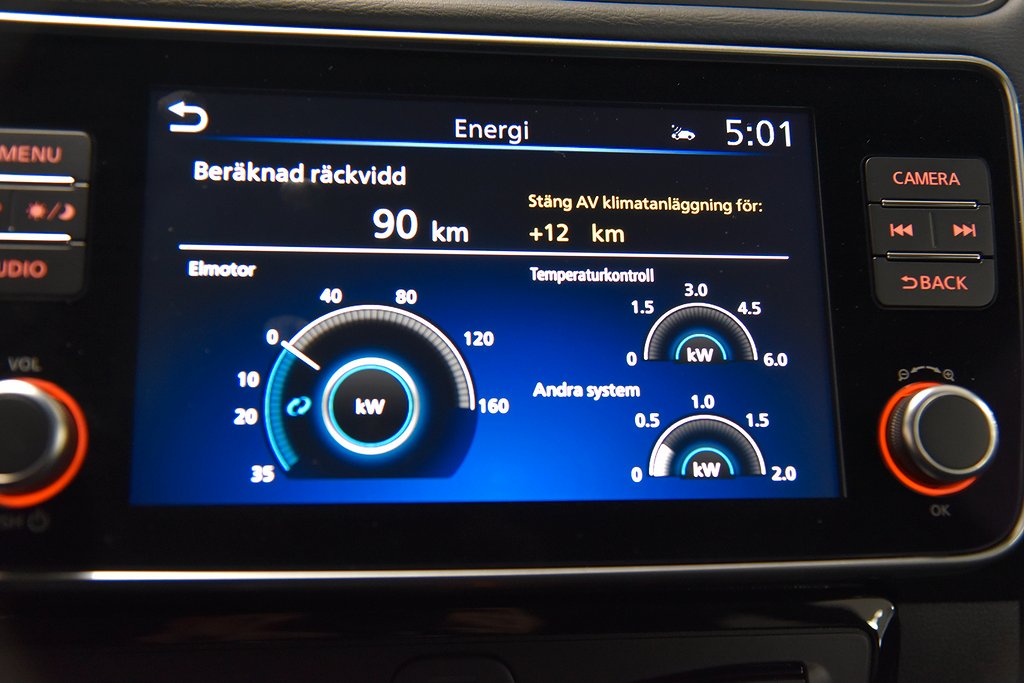 MENU
VOL
Energi 5:01
Beräknad räckvidd
90 km
Stäng AV klimatanläggning för:
+12 km
Elmotor
0 40 80 120 160
10 20 35
kW
Temperaturkontroll
0 1.5 3.0 4.5 6.0
kW
Andra system
0 0.5 1.0 1.5 2.0
kW
CAMERA
BACK
OK